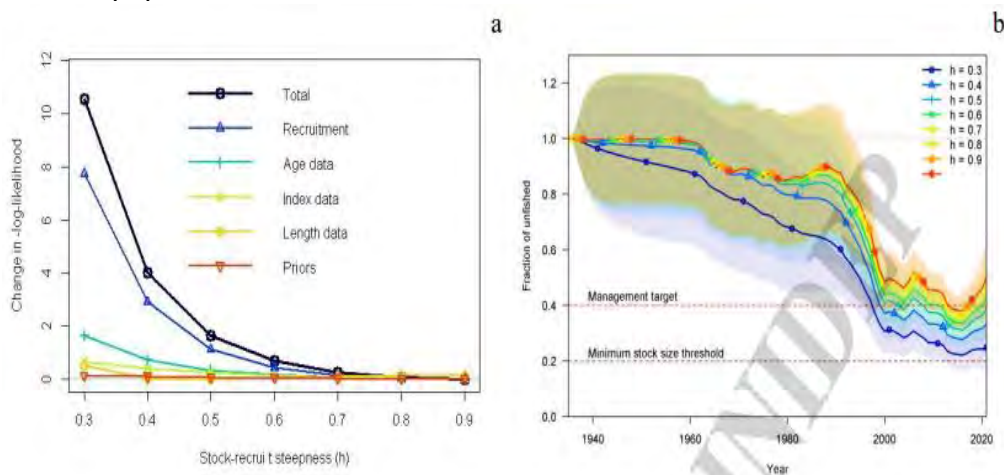 a
b
12
10
8
6
4
2
0
Change in -log-likelihood
Total
Recruitment
Age data
Index data
Length data
Priors
0.3 0.4 0.5 0.6 0.7 0.8 0.9
Stock-recrui t steepness (h)
1.2
1.0
0.8
0.6
0.4
0.2
0.0
Fraction of unfished
h = 0.3
h = 0.4
h = 0.5
h = 0.6
h = 0.7
h = 0.8
h = 0.9
Management target
Minimum stock size threshold
1940 1960 1980 2000 2020
Year